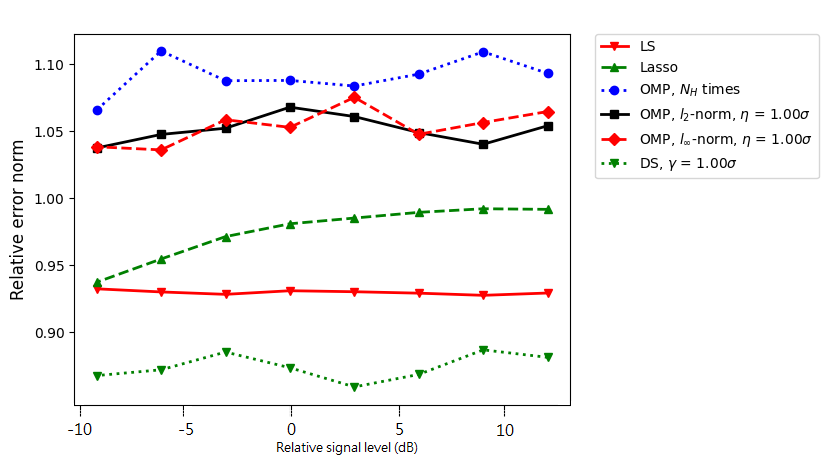 Relative error norm
1.10
1.05
1.00
0.95
0.90
-10 -5 0 5 10
Relative signal level (dB)
LS
Lasso
OMP, N_H times
OMP, l₂-norm, η = 1.00σ
OMP, l∞-norm, η = 1.00σ
DS, γ = 1.00σ